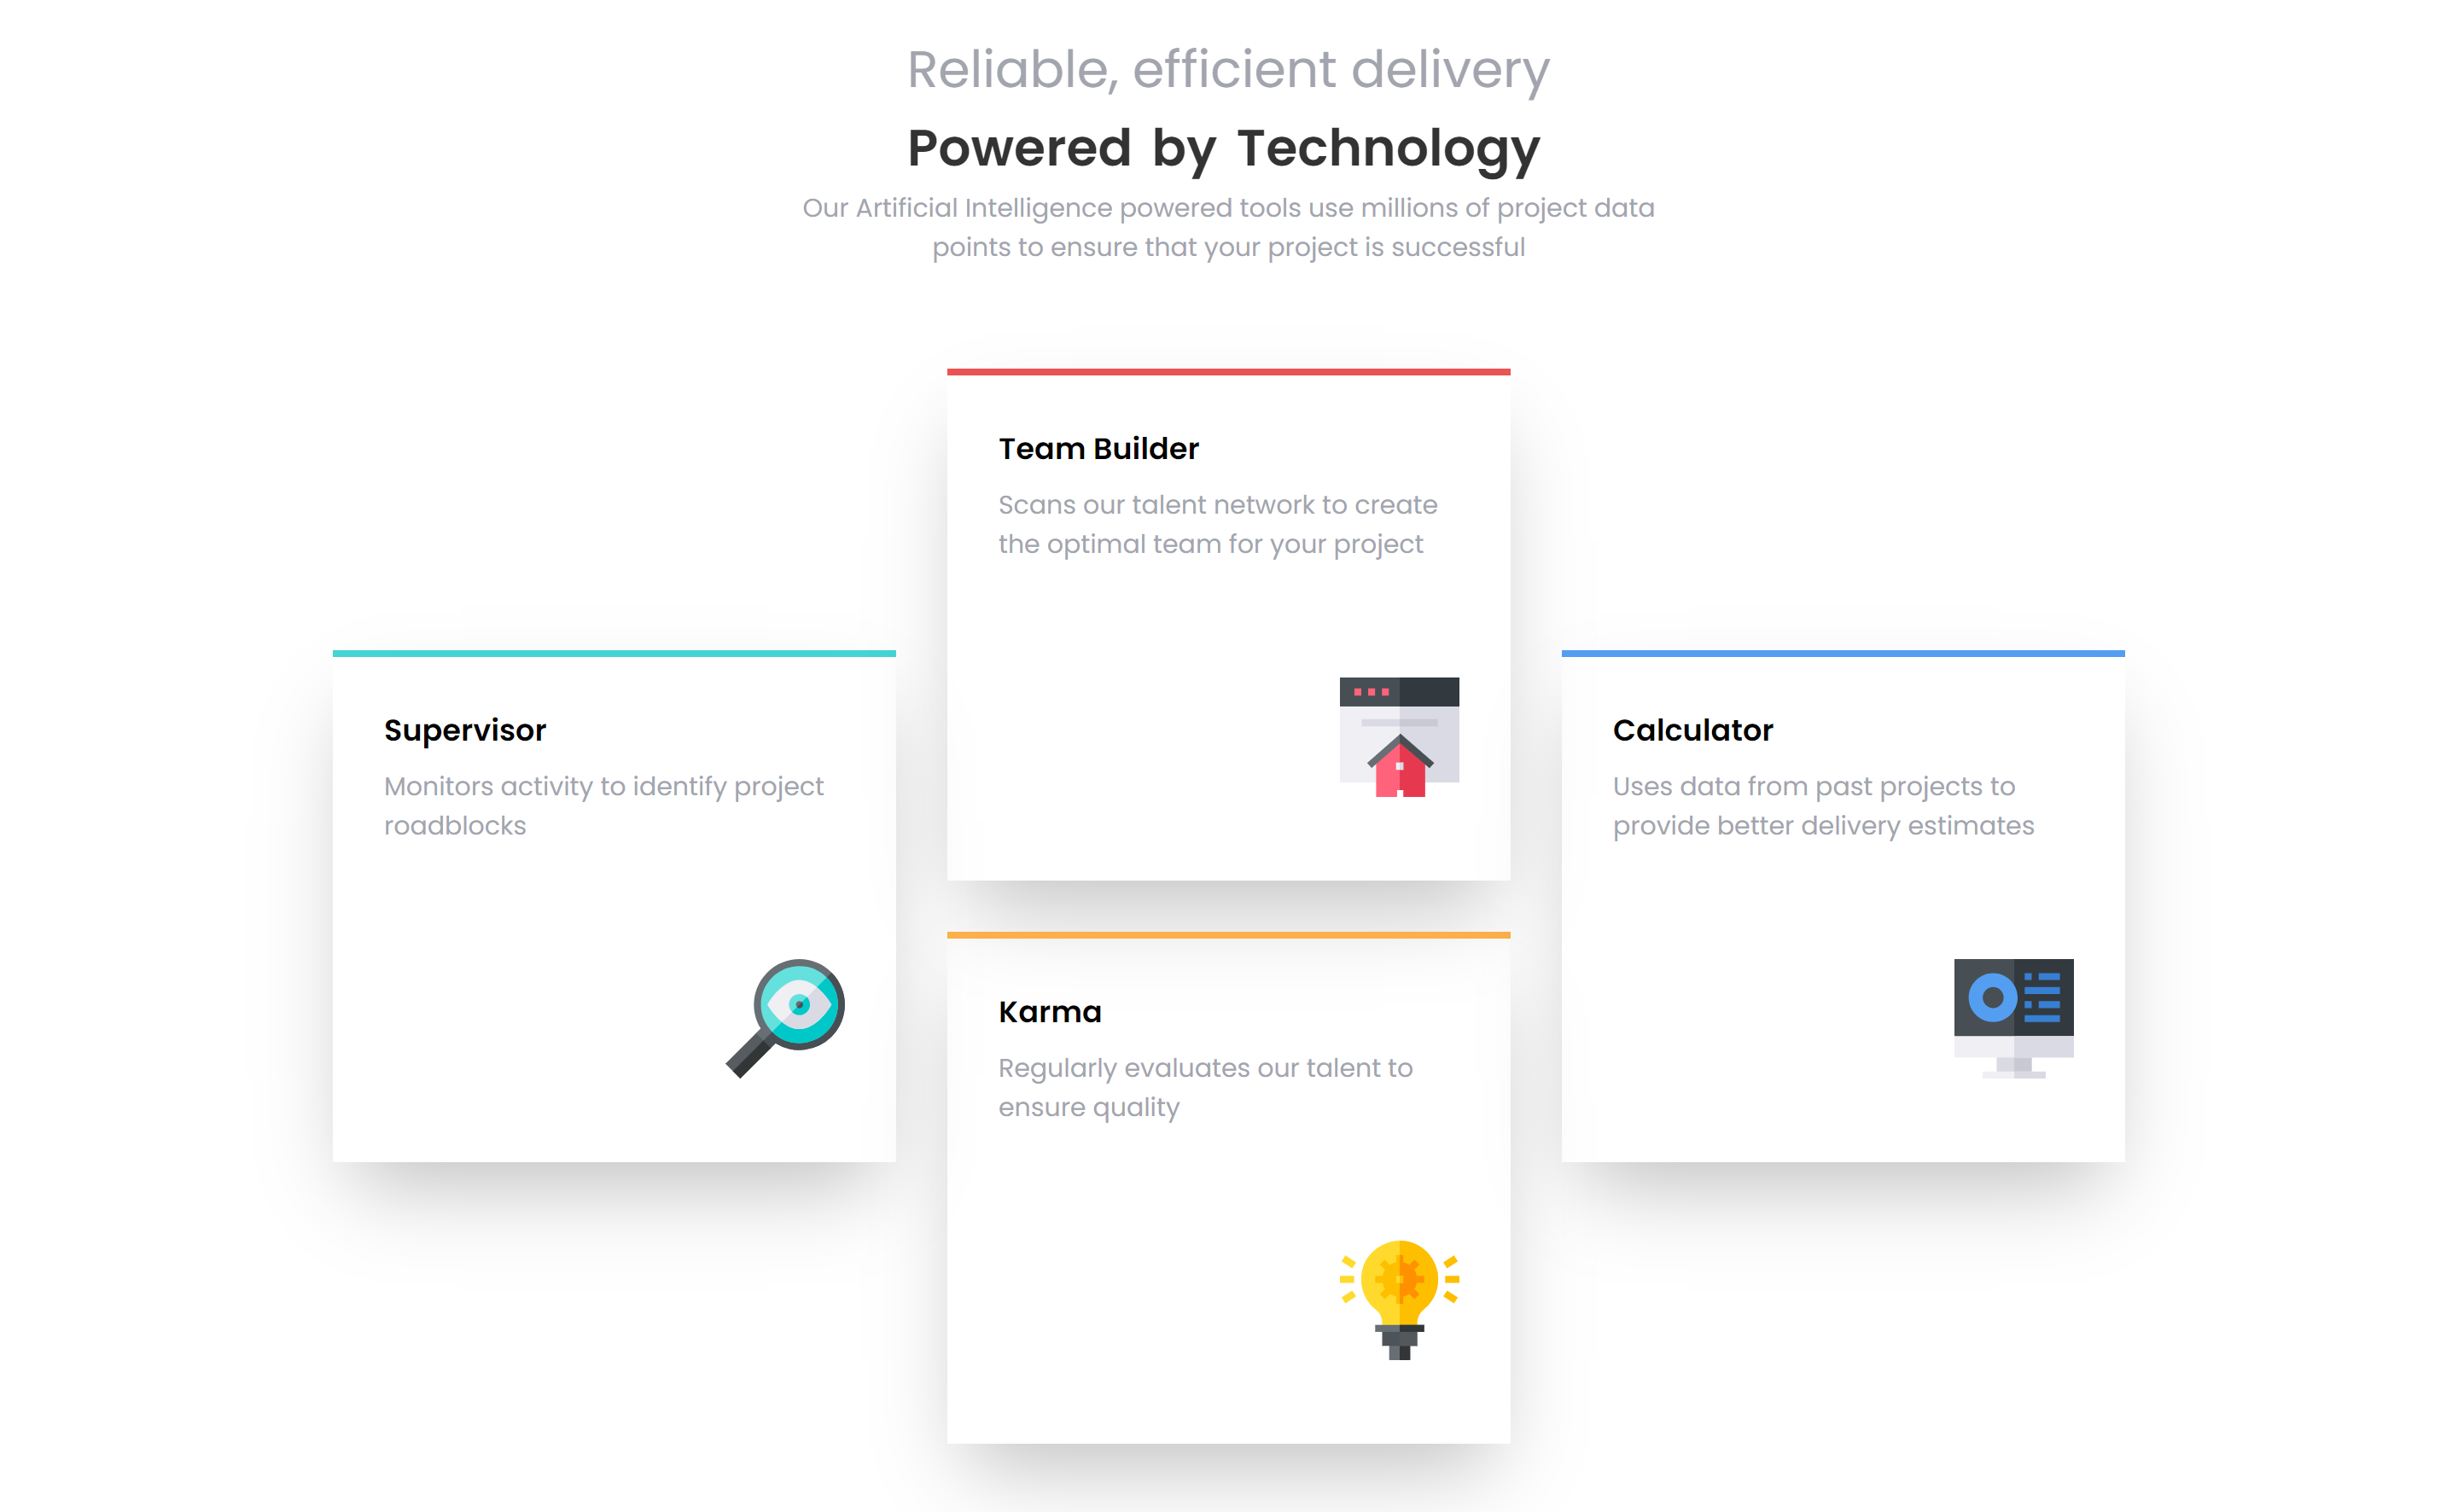 Reliable, efficient delivery
Powered by Technology
Our Artificial Intelligence powered tools use millions of project data
points to ensure that your project is successful
Supervisor
Monitors activity to identify project
roadblocks
Team Builder
Scans our talent network to create
the optimal team for your project
Karma
Regularly evaluates our talent to
ensure quality
Calculator
Uses data from past projects to
provide better delivery estimates